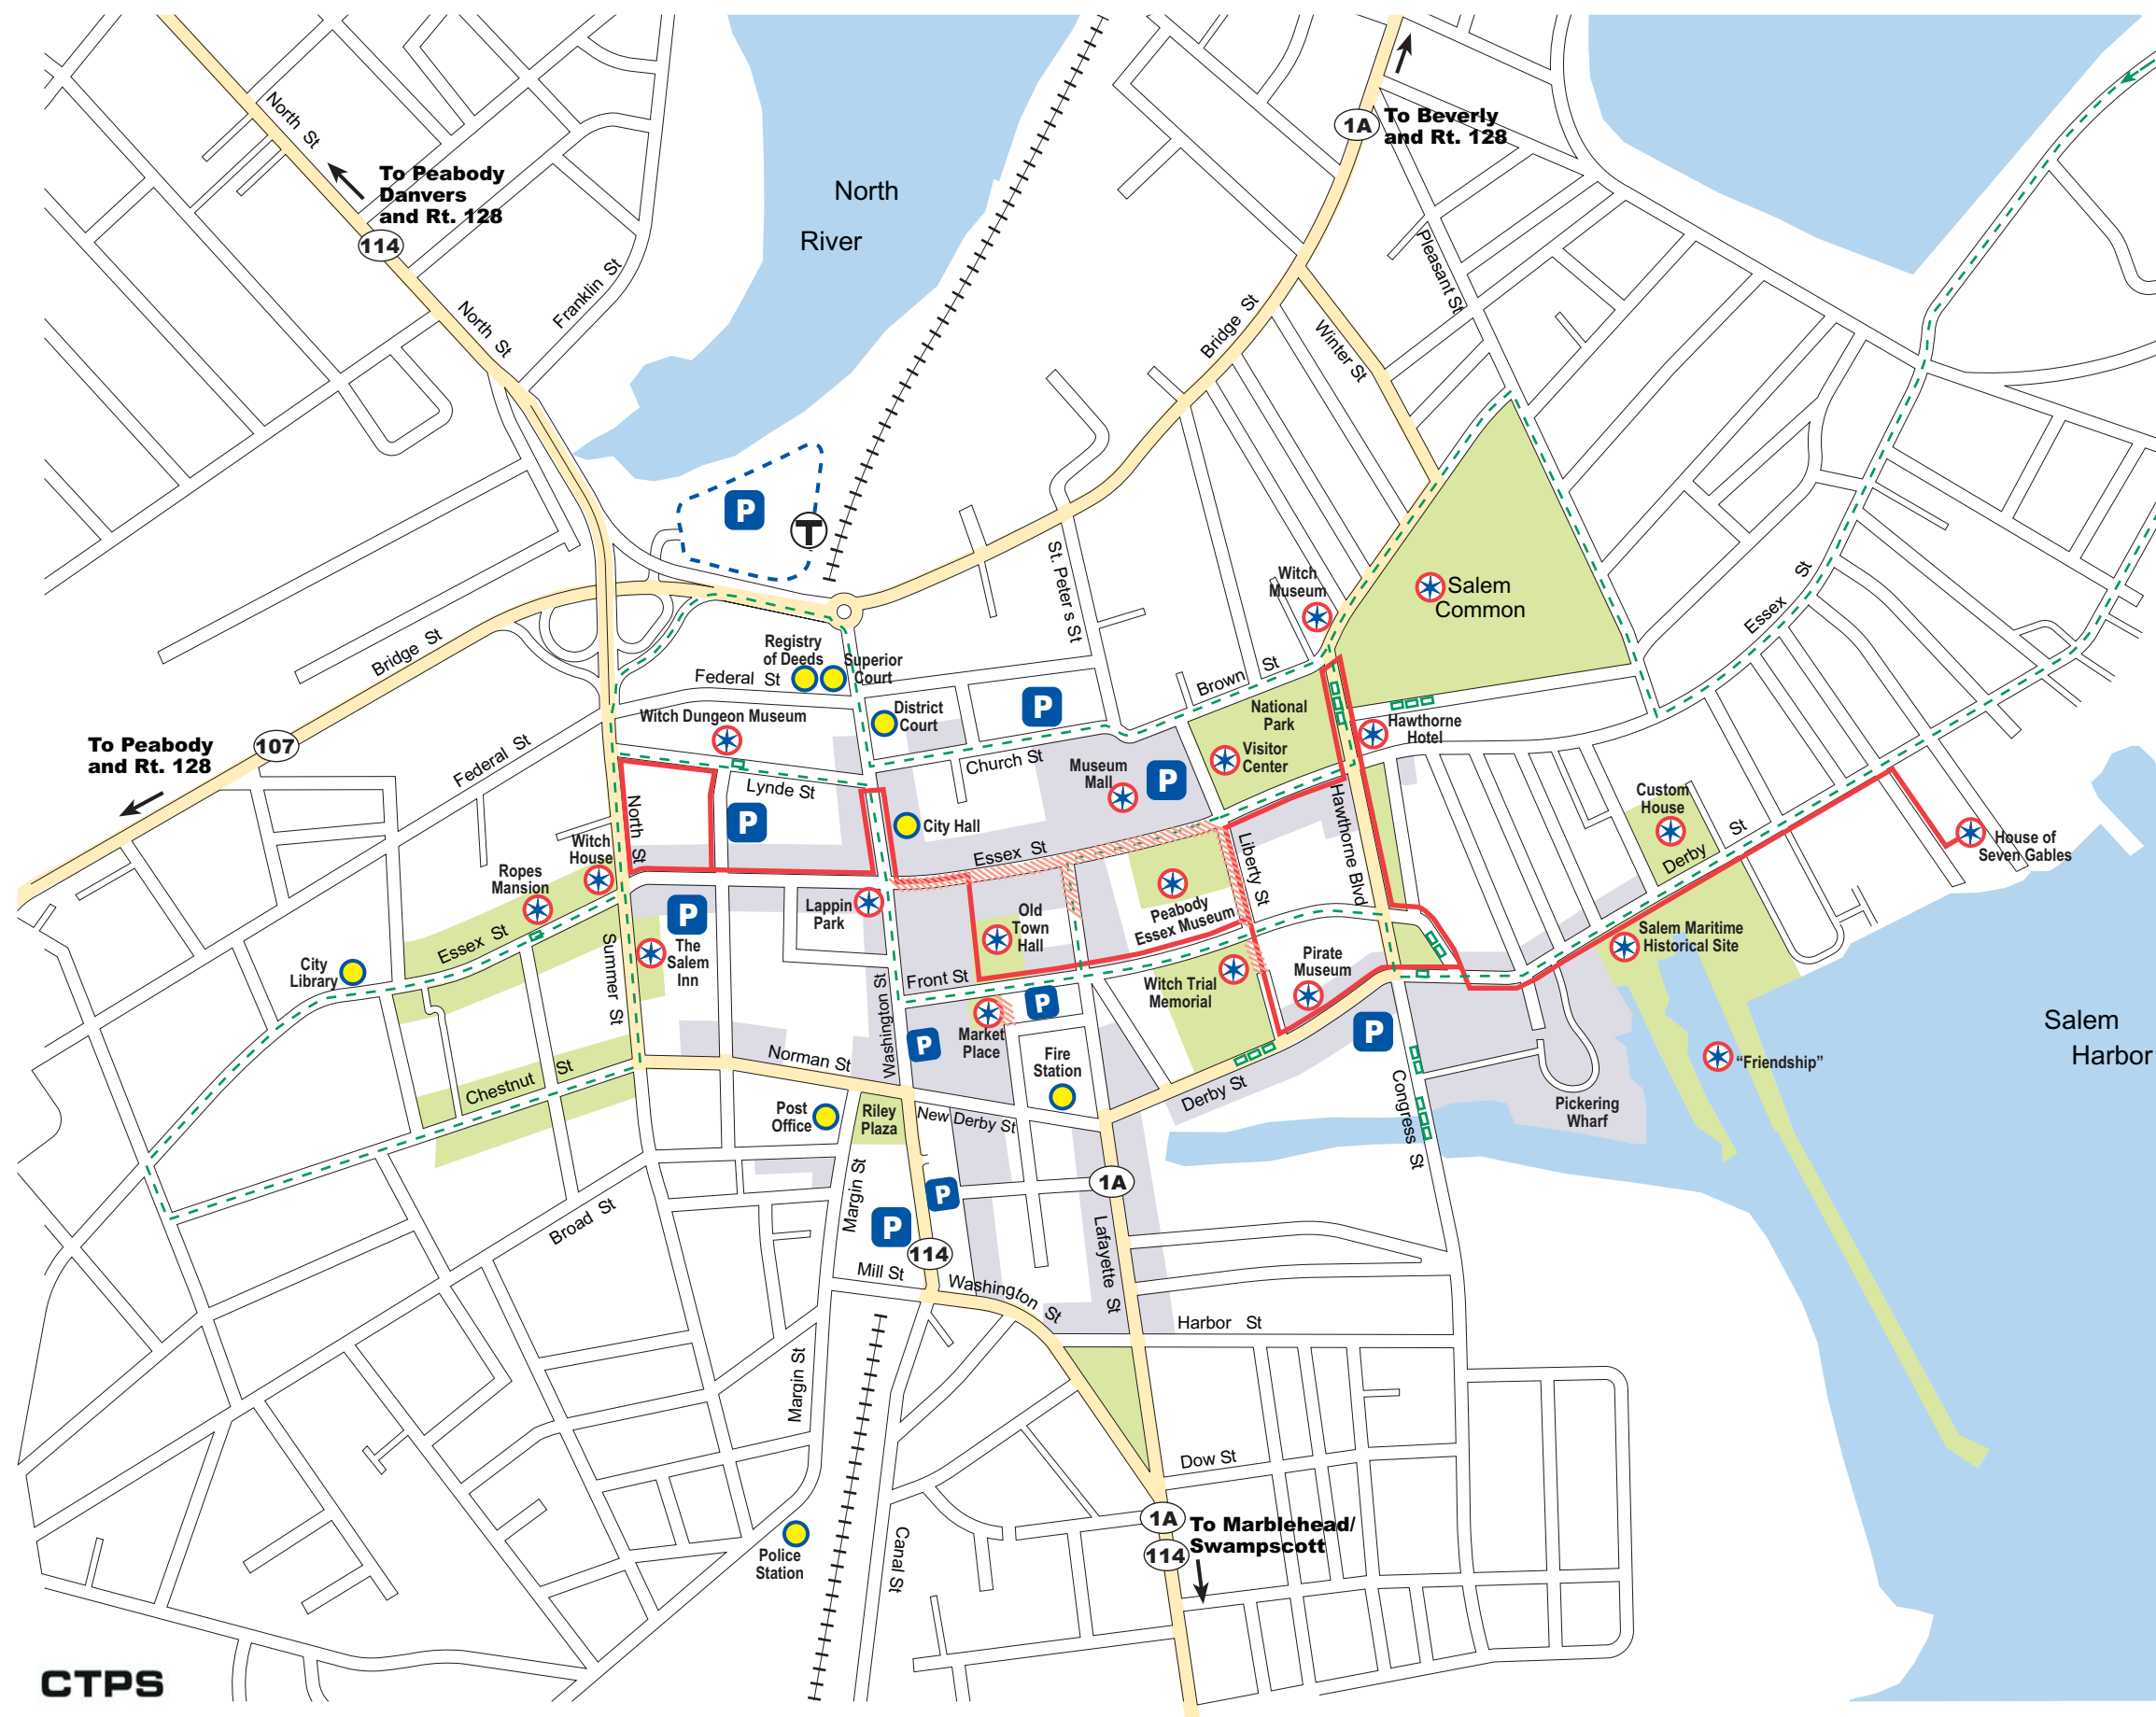 North St
To Peabody
Danvers
and Rt. 128
114
North St
Franklin St
North
River
1A
To Beverly
and Rt. 128
Pleasant St
Bridge St
Winter St
P
T
St. Peter s St
Witch
Museum
Salem
Common
Essex St
Bridge St
Registry
of Deeds
Superior
Court
Federal St
Brown St
Witch Dungeon Museum
District
Court
P
National
Park
Hawthorne
Hotel
Visitor
Center
107
To Peabody
and Rt. 128
Federal St
Church St
Museum
Mall
P
Lynde St
North St
P
City Hall
Hawthorne Blvd
Custom
House
Derby St
House of
Seven Gables
Witch
House
Essex St
Liberty St
Ropes
Mansion
Lappin
Park
P
Old
Town
Hall
Peabody
Essex Museum
Essex St
Summer St
The
Salem
Inn
Salem Maritime
Historical Site
City
Library
Front St
Washington St
Witch Trial
Memorial
Pirate
Museum
P
Market
Place
P
P
Salem
Harbor
Norman St
Fire
Station
"Friendship"
Chestnut St
Derby St
Congress St
Pickering
Wharf
Post
Office
Riley
Plaza
New Derby St
Margin St
P
1A
Broad St
P
114
Lafayette St
Mill St
Washington St
Harbor St
Margin St
Dow St
1A
To Marblehead/
Swampscott
114
Police
Station
Canal St
CTPS